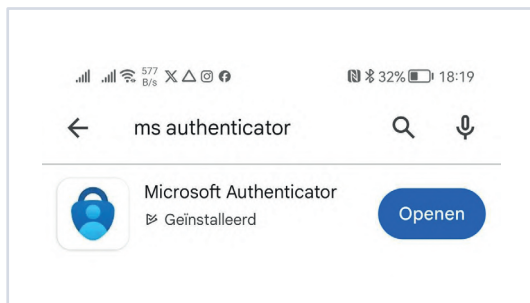 577 B/s 32% 18:19
ms authenticator
Microsoft Authenticator
Geïnstalleerd
Openen